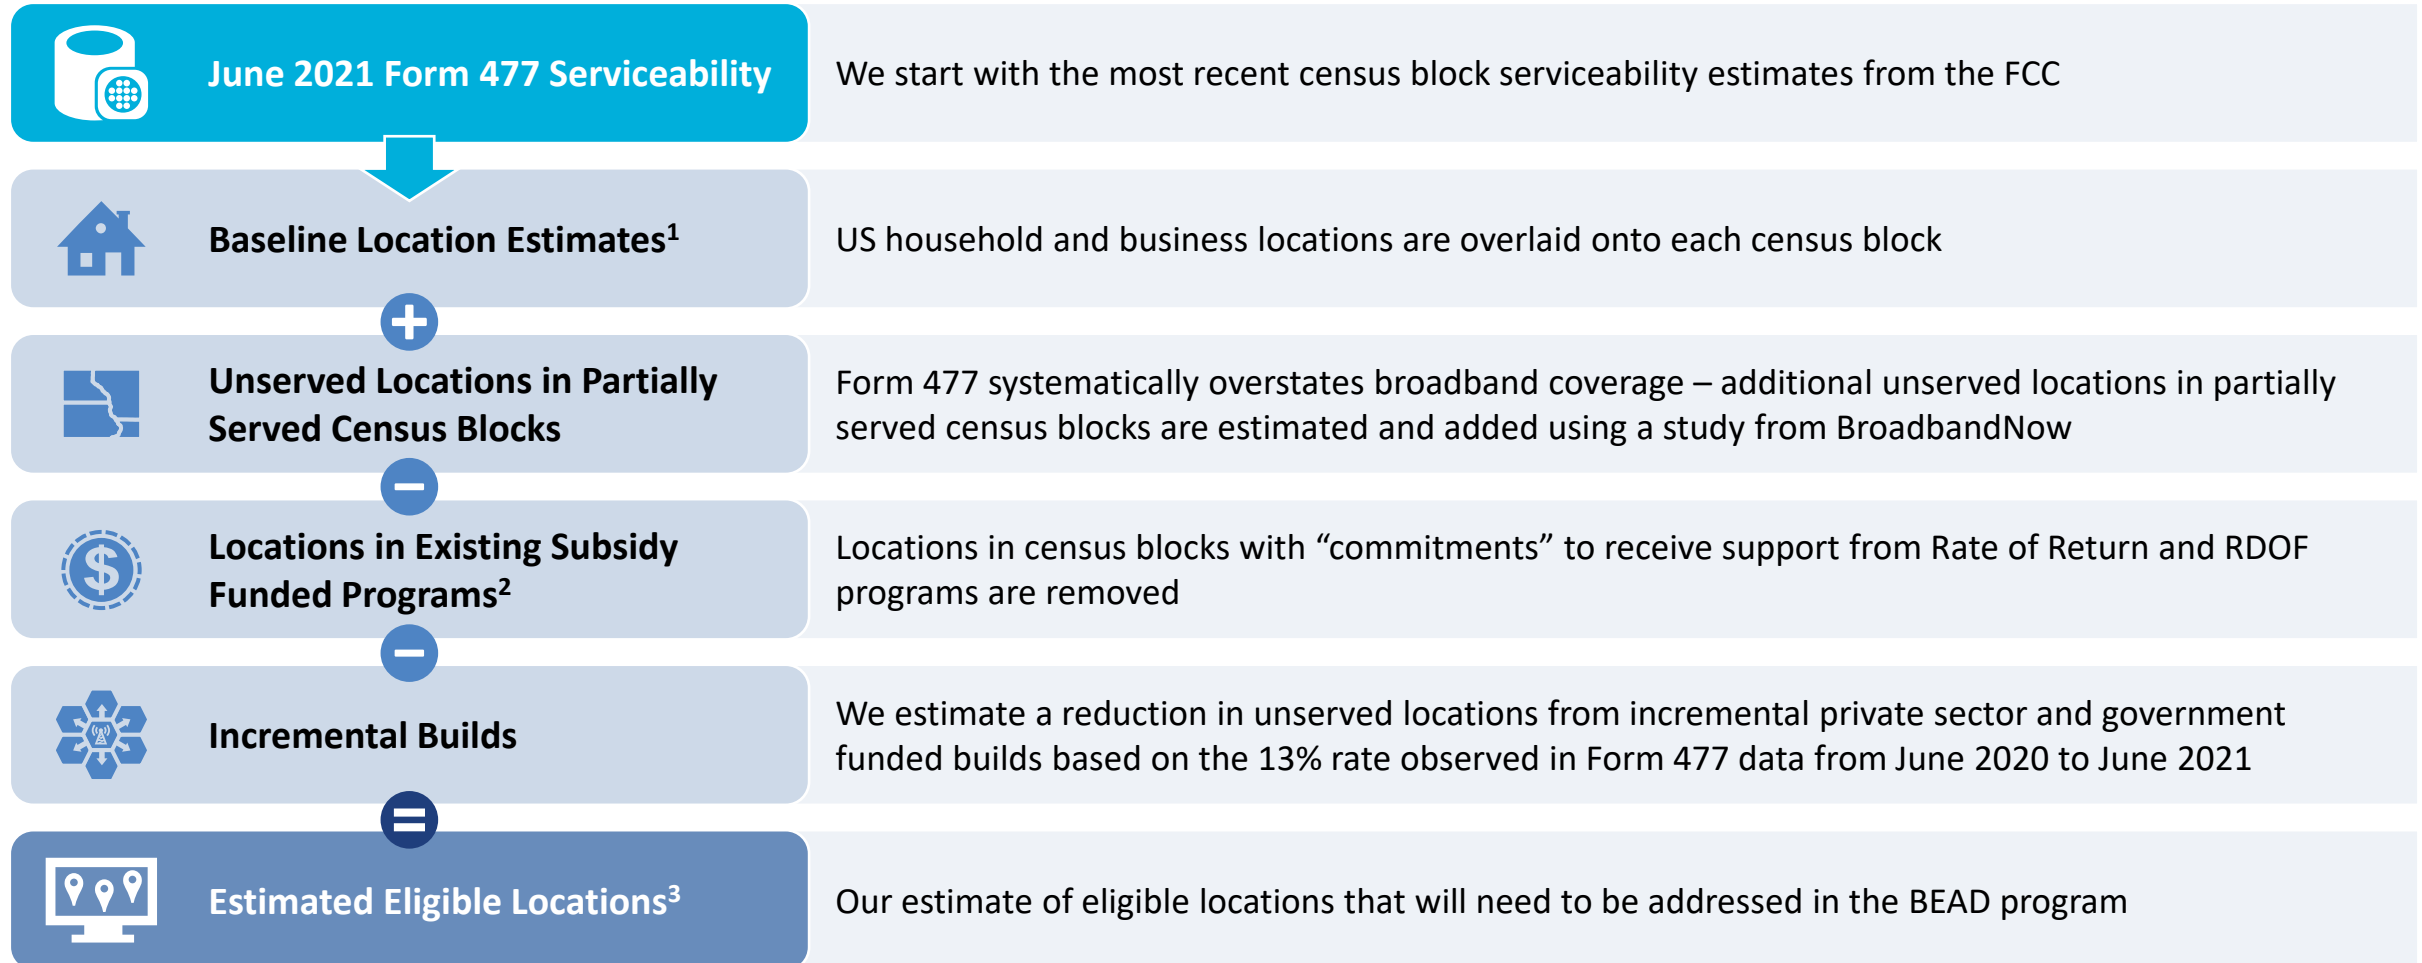 June 2021 Form 477 Serviceability
We start with the most recent census block serviceability estimates from the FCC
Baseline Location Estimates¹
US household and business locations are overlaid onto each census block
Unserved Locations in Partially
Served Census Blocks
Form 477 systematically overstates broadband coverage – additional unserved locations in partially
served census blocks are estimated and added using a study from BroadbandNow
Locations in Existing Subsidy
Funded Programs²
Locations in census blocks with “commitments” to receive support from Rate of Return and RDOF
programs are removed
Incremental Builds
We estimate a reduction in unserved locations from incremental private sector and government
funded builds based on the 13% rate observed in Form 477 data from June 2020 to June 2021
Estimated Eligible Locations³
Our estimate of eligible locations that will need to be addressed in the BEAD program